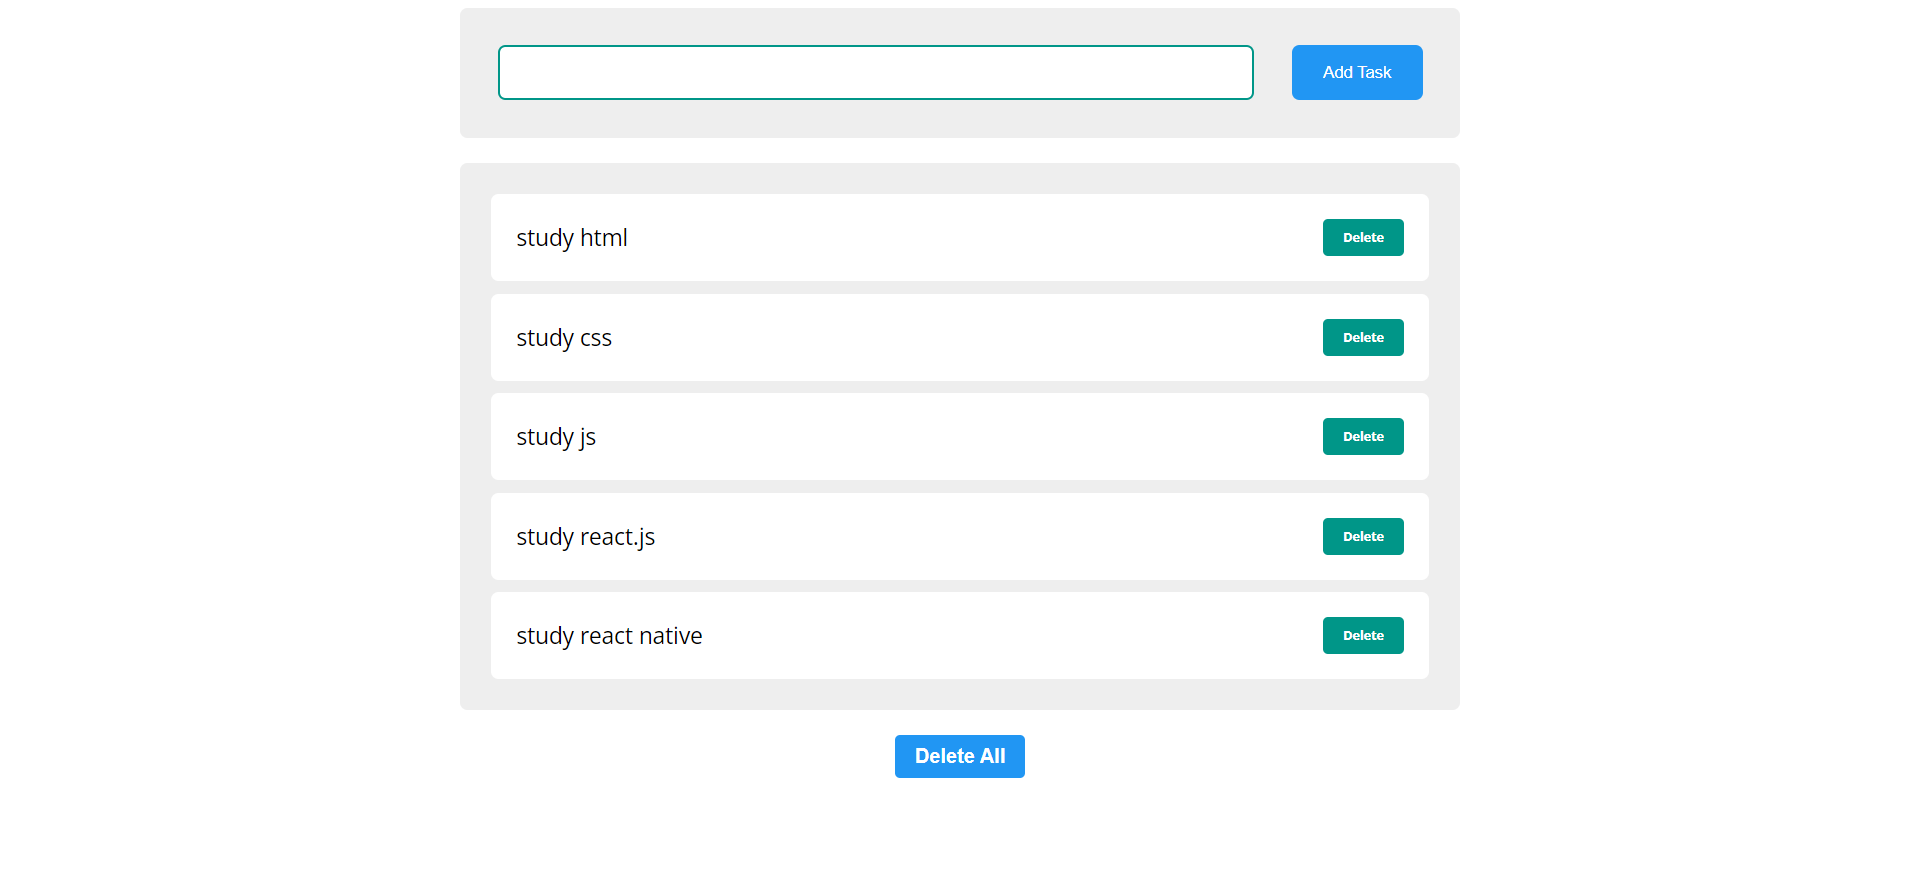 Add Task
study html
Delete
study css
Delete
study js
Delete
study react.js
Delete
study react native
Delete
Delete All